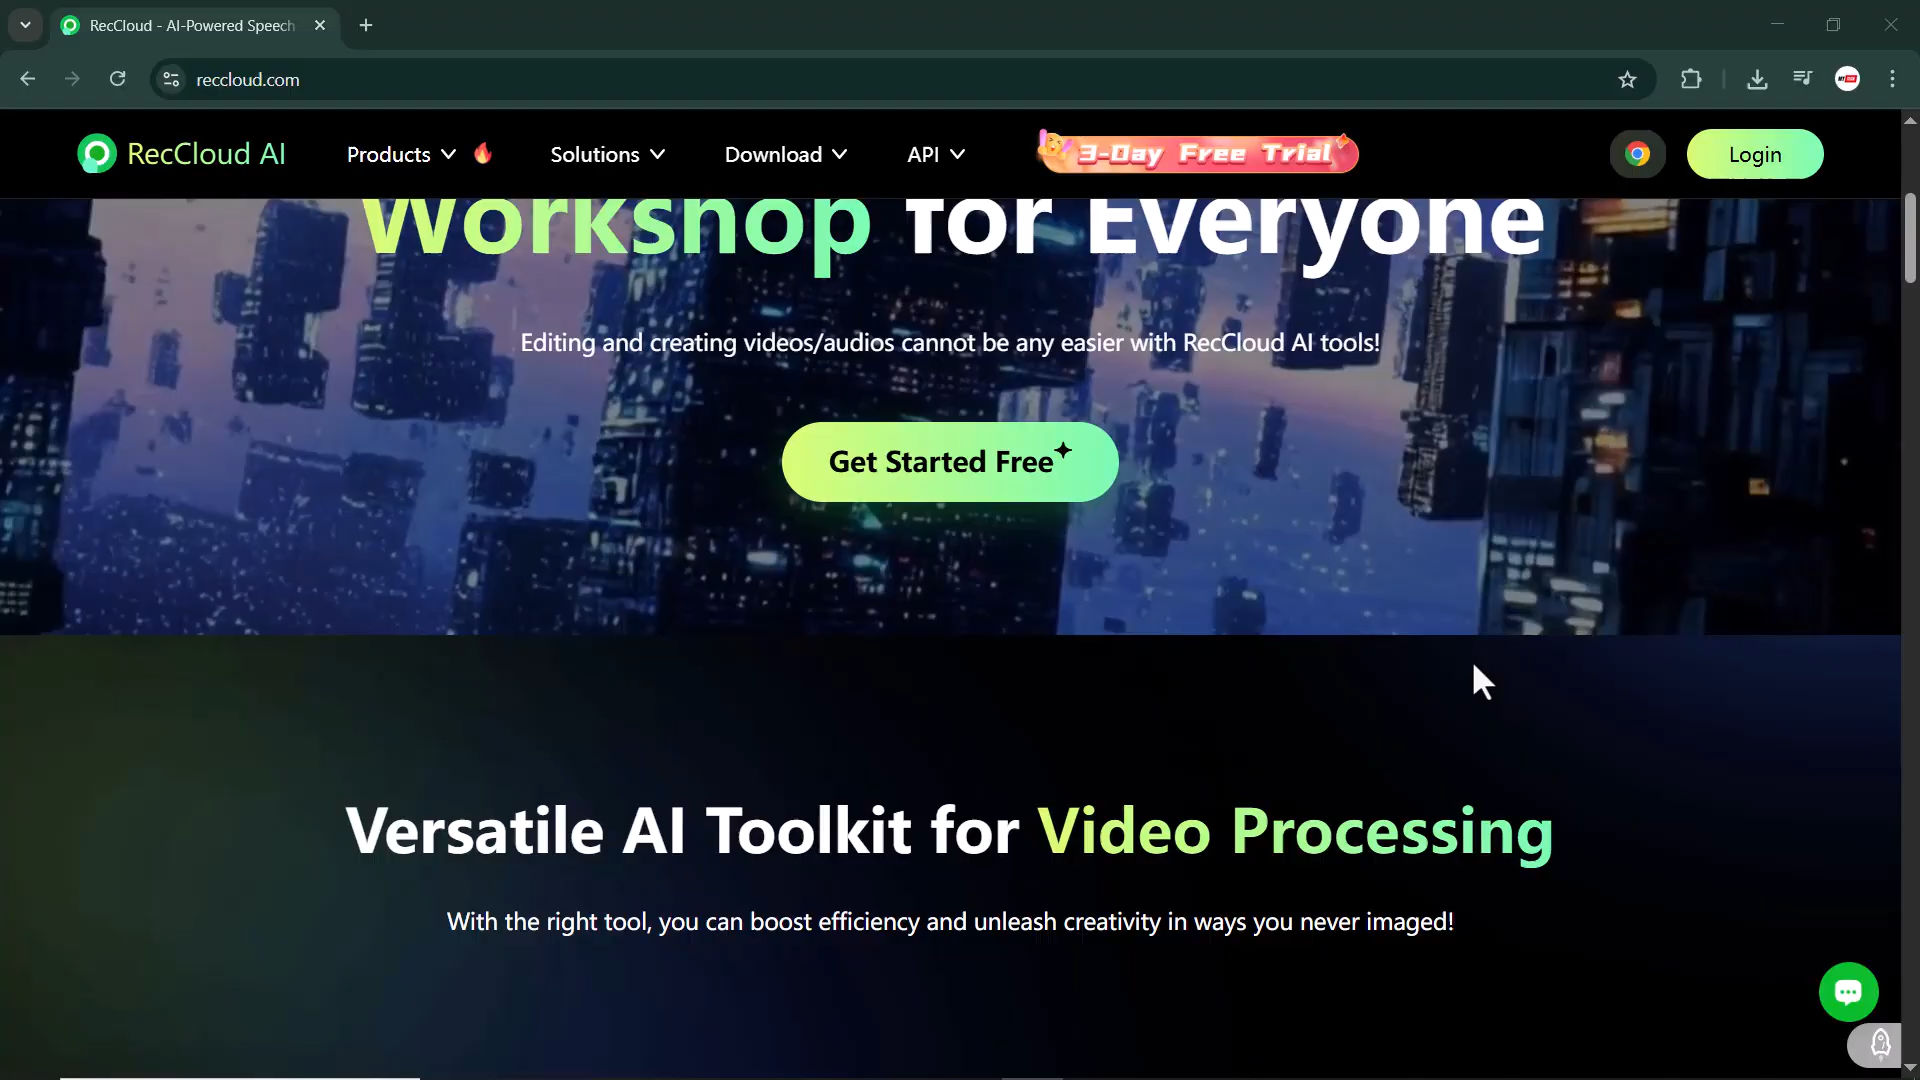 RecCloud - AI-Powered Speech
reccloud.com
RecCloud AI
Products
Solutions
Download
API
3-Day Free Trial
Login
Workshop for Everyone
Editing and creating videos/audios cannot be any easier with RecCloud AI tools!
Get Started Free
Versatile AI Toolkit for Video Processing
With the right tool, you can boost efficiency and unleash creativity in ways you never imaged!